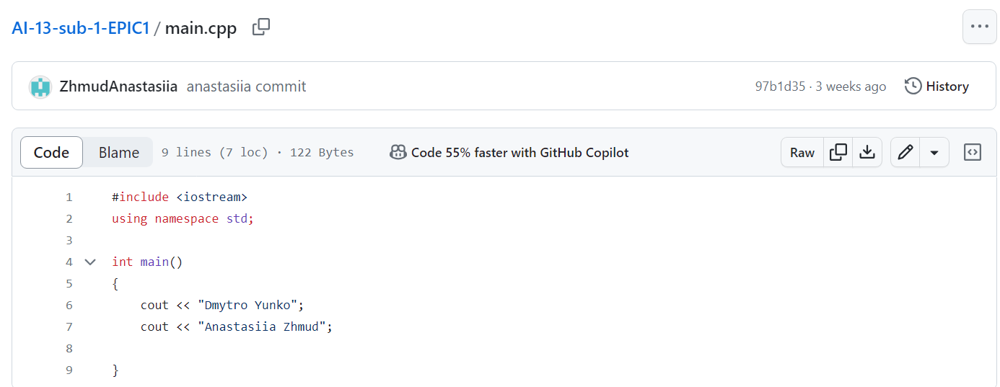 AI-13-sub-1-EPIC1 / main.cpp
ZhmudAnastasiia anastasiia commit 97b1d35 · 3 weeks ago History
Code Blame 9 lines (7 loc) · 122 Bytes Code 55% faster with GitHub Copilot Raw
1 #include <iostream>
2 using namespace std;
3
4 int main()
5 {
6     cout << "Dmytro Yunko";
7     cout << "Anastasiia Zhmud";
8
9 }